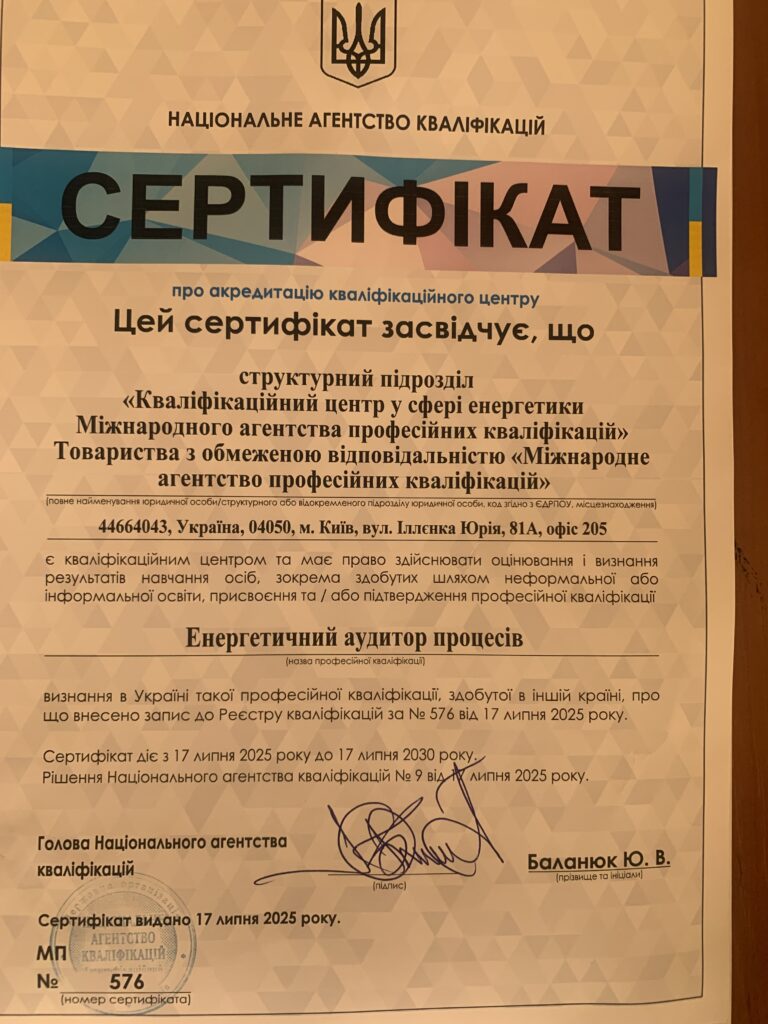 НАЦІОНАЛЬНЕ АГЕНТСТВО КВАЛІФІКАЦІЙ
СЕРТИФІКАТ
про акредитацію кваліфікаційного центру
Цей сертифікат засвідчує, що
структурний підрозділ
«Кваліфікаційний центр у сфері енергетики
Міжнародного агентства професійних кваліфікацій»
Товариства з обмеженою відповідальністю «Міжнародне
агентство професійних кваліфікацій»
(повне найменування юридичної особи/структурного або відокремленого підрозділу юридичної особи, код згідно з ЄДРПОУ, місцезнаходження)
44664043, Україна, 04050, м. Київ, вул. Іллєнка Юрія, 81А, офіс 205
є кваліфікаційним центром та має право здійснювати оцінювання і визнання
результатів навчання осіб, зокрема здобутих шляхом неформальної або
інформальної освіти, присвоєння та / або підтвердження професійної кваліфікації
Енергетичний аудитор процесів
(назва професійної кваліфікації)
визнання в Україні такої професійної кваліфікації, здобутої в іншій країні, про
що внесено запис до Реєстру кваліфікацій за № 576 від 17 липня 2025 року.
Сертифікат діє з 17 липня 2025 року до 17 липня 2030 року.
Рішення Національного агентства кваліфікацій № 9 від 17 липня 2025 року.
Голова Національного агентства
кваліфікацій
(підпис)
Баланюк Ю. В.
(прізвище та ініціали)
Сертифікат видано 17 липня 2025 року.
АГЕНТСТВО
КВАЛІФІКАЦІЙ
МП
№ 576
(номер сертифіката)